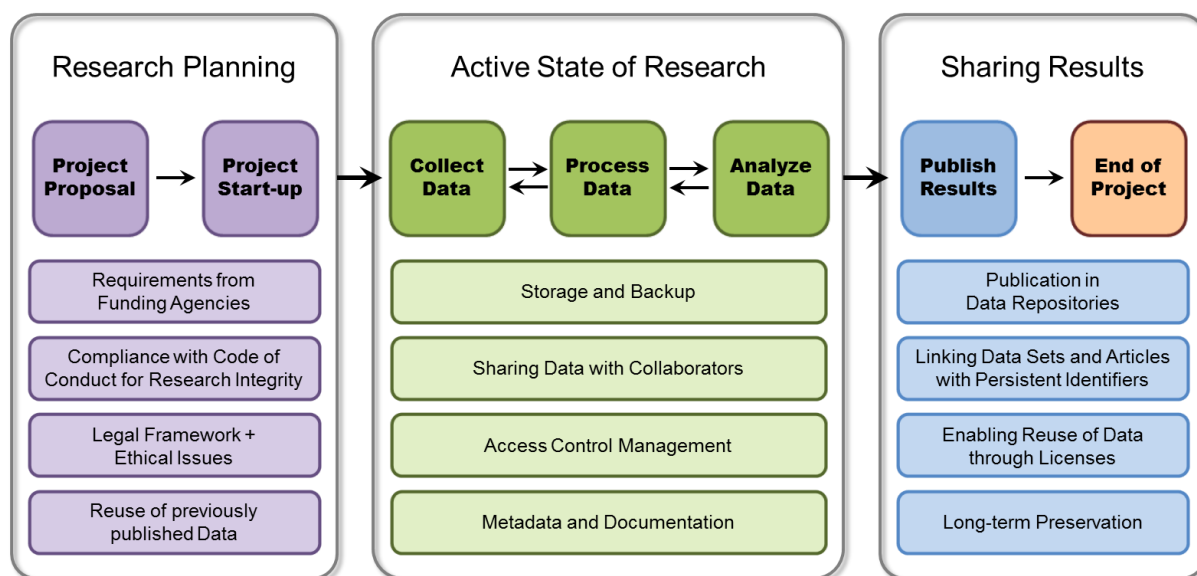 Research Planning
Project
Proposal
Project
Start-up
Requirements from
Funding Agencies
Compliance with Code of
Conduct for Research Integrity
Legal Framework +
Ethical Issues
Reuse of previously
published Data
Active State of Research
Collect
Data
Process
Data
Analyze
Data
Storage and Backup
Sharing Data with Collaborators
Access Control Management
Metadata and Documentation
Sharing Results
Publish
Results
End of
Project
Publication in
Data Repositories
Linking Data Sets and Articles
with Persistent Identifiers
Enabling Reuse of Data
through Licenses
Long-term Preservation